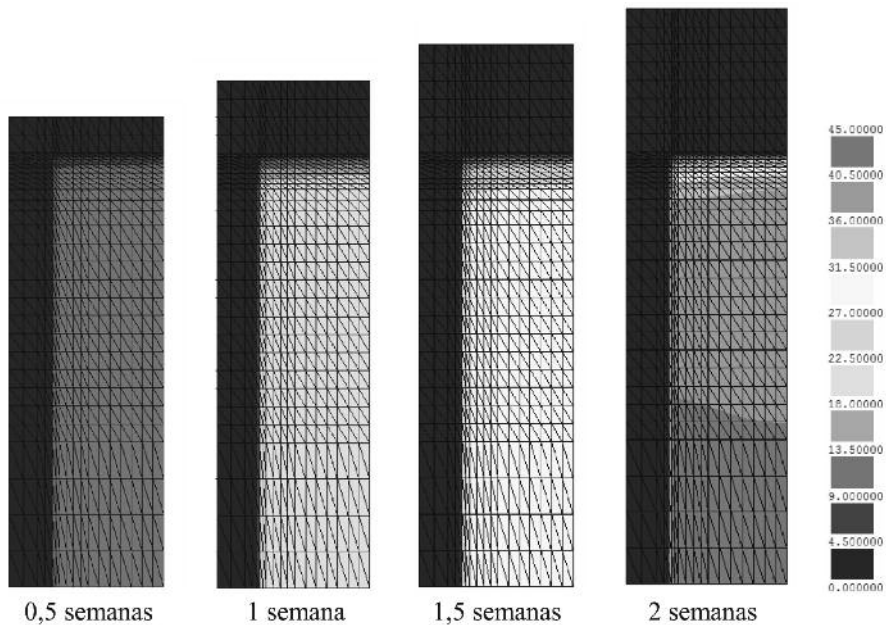 45.00000
40.50000
36.00000
31.50000
27.00000
22.50000
18.00000
13.50000
9.000000
4.500000
0.000000
0,5 semanas
1 semana
1,5 semanas
2 semanas